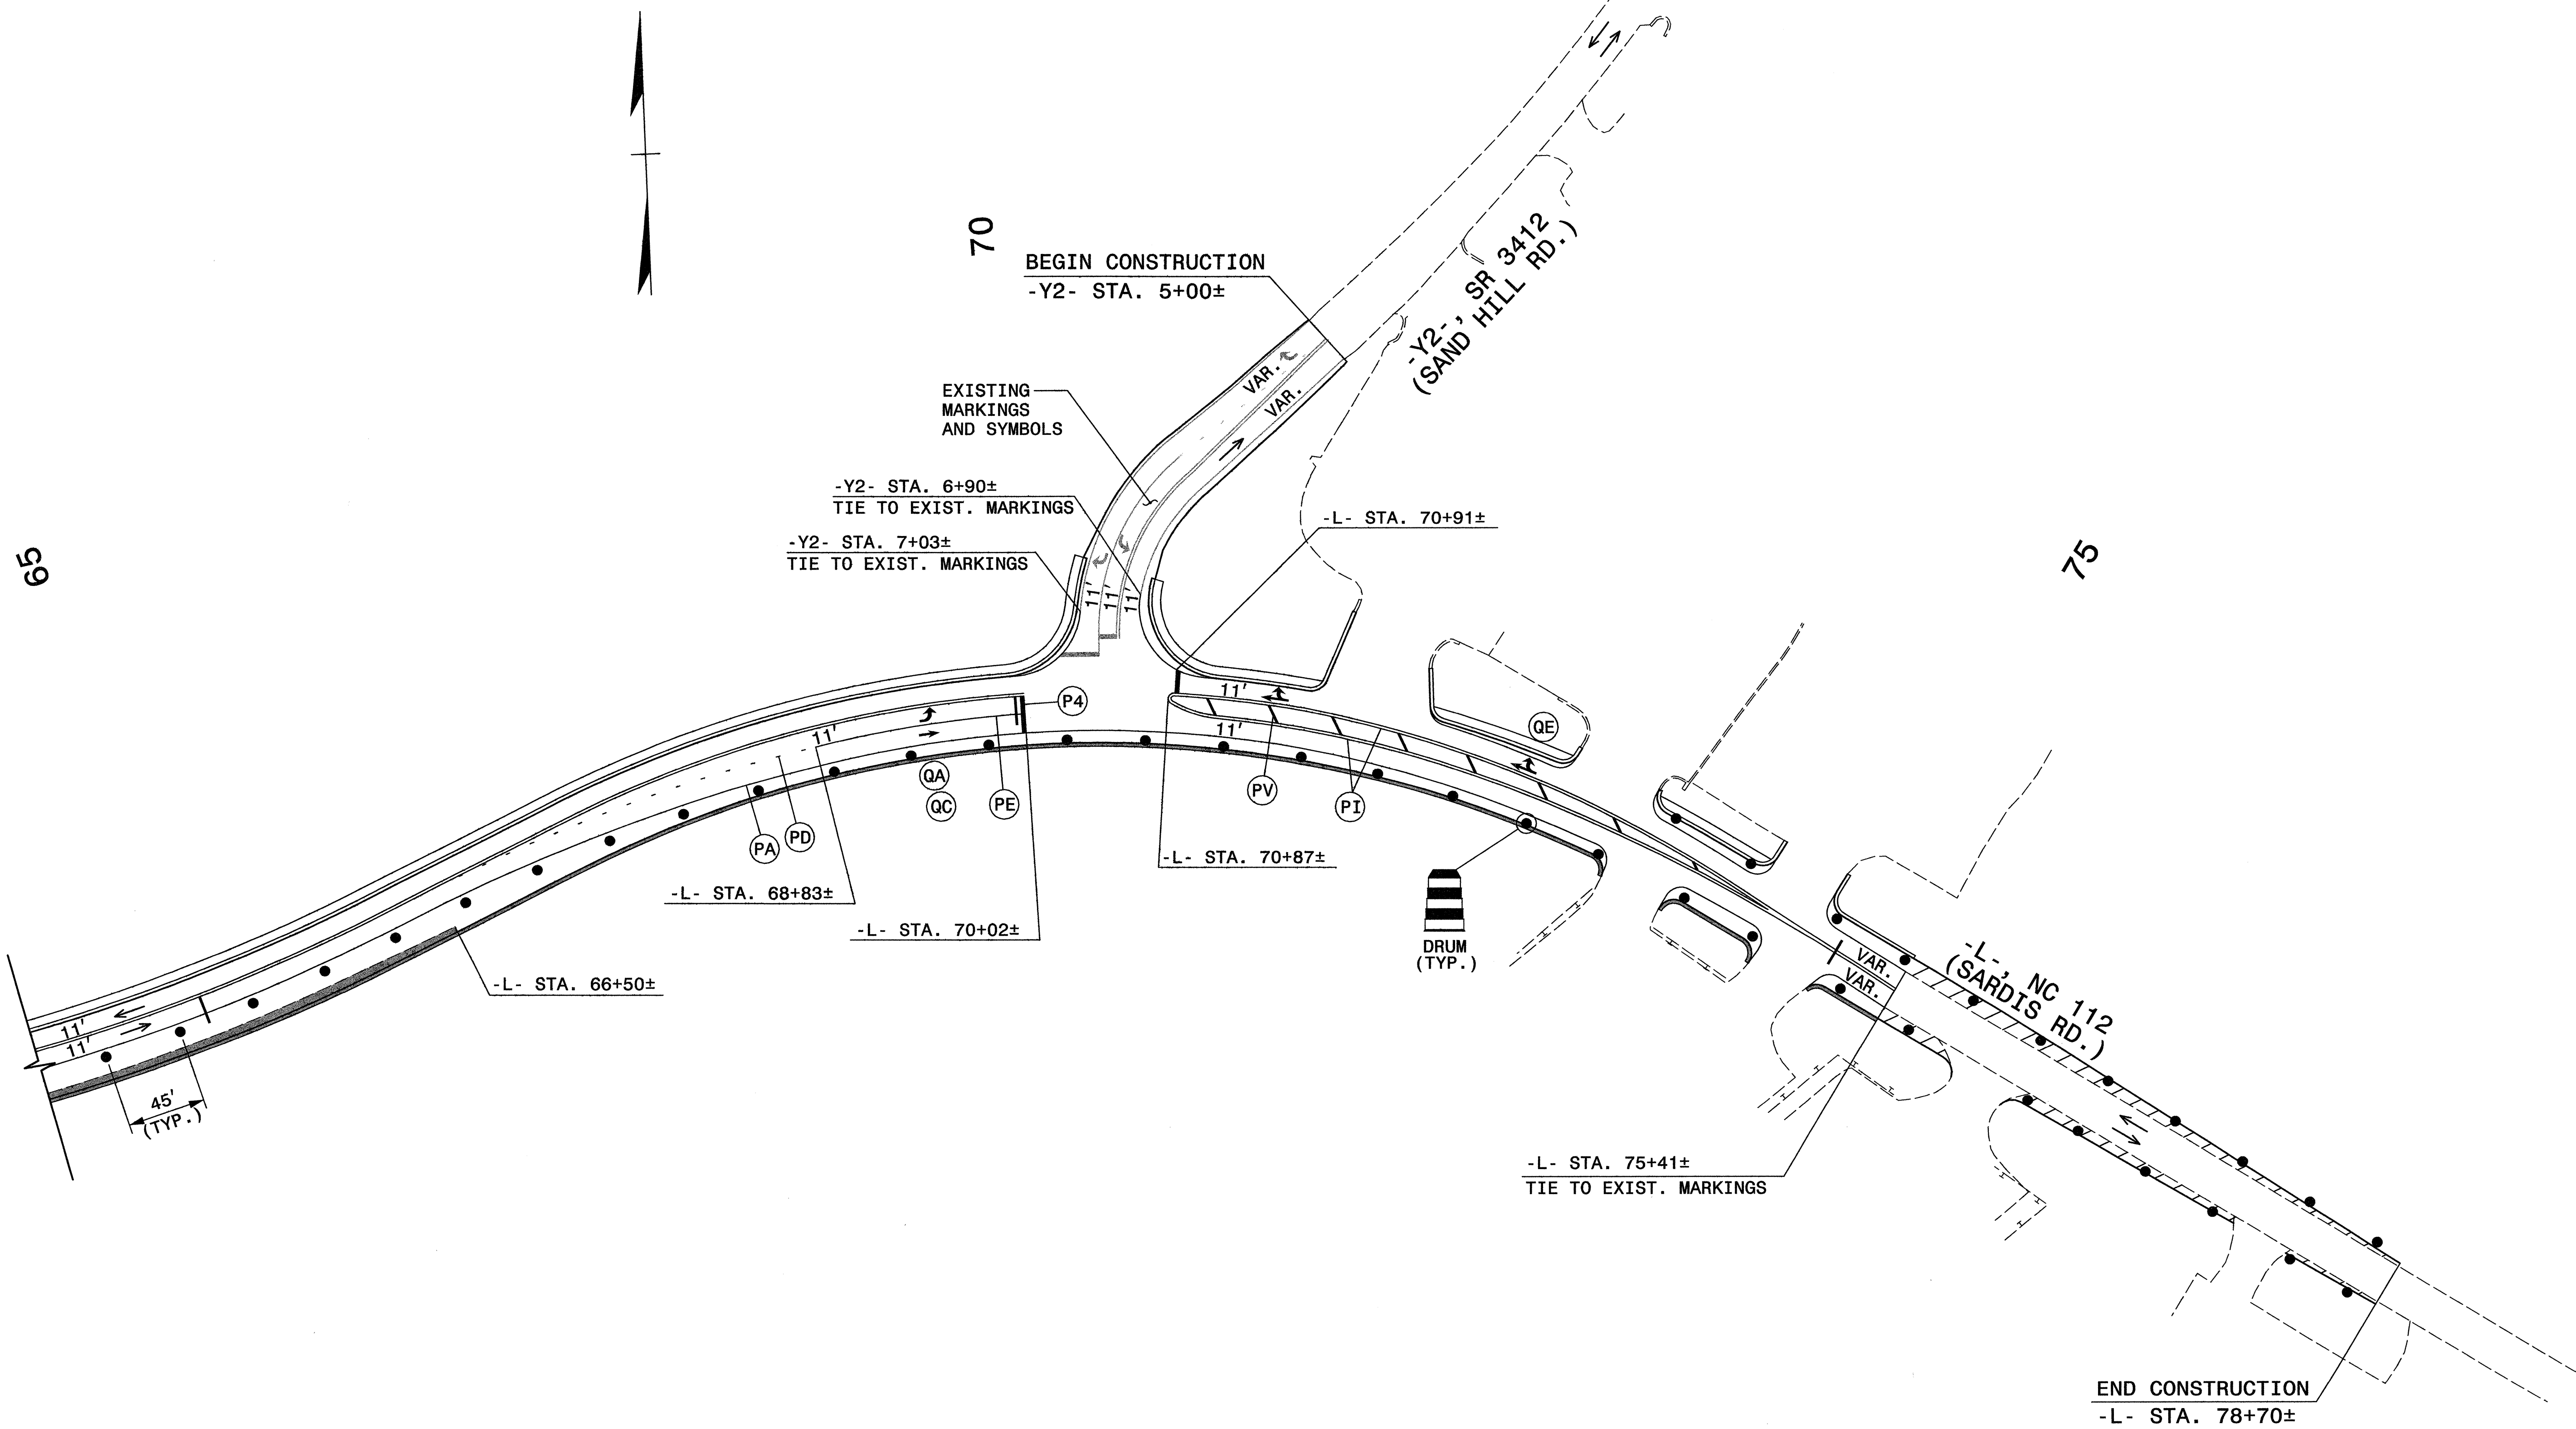 70
BEGIN CONSTRUCTION
-Y2- STA. 5+00±
-Y2-, SR 3412
(SAND HILL RD.)
VAR.
VAR.
EXISTING
MARKINGS
AND SYMBOLS
-Y2- STA. 6+90±
TIE TO EXIST. MARKINGS
-Y2- STA. 7+03±
TIE TO EXIST. MARKINGS
-L- STA. 70+91±
65
75
11'
11'
11'
P4
11'
11'
11'
QE
QA
QC
PE
PV
PI
PA
PD
-L- STA. 70+87±
-L- STA. 68+83±
-L- STA. 70+02±
DRUM
(TYP.)
-L- STA. 66+50±
VAR.
VAR.
-L-, NC 112
(SARDIS RD.)
11'
11'
45'
(TYP.)
-L- STA. 75+41±
TIE TO EXIST. MARKINGS
END CONSTRUCTION
-L- STA. 78+70±